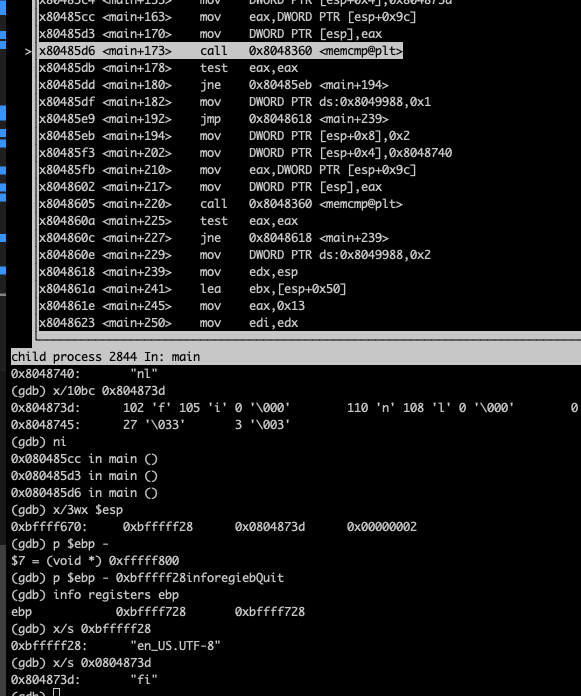 x80485c4 <main+155>    mov    DWORD PTR [esp+0x4],0x804873d
x80485cc <main+163>    mov    eax,DWORD PTR [esp+0x9c]
x80485d3 <main+170>    mov    DWORD PTR [esp],eax
> x80485d6 <main+173>    call   0x8048360 <memcmp@plt>
x80485db <main+178>    test   eax,eax
x80485dd <main+180>    jne    0x80485eb <main+194>
x80485df <main+182>    mov    DWORD PTR ds:0x8049988,0x1
x80485e9 <main+192>    jmp    0x8048618 <main+239>
x80485eb <main+194>    mov    DWORD PTR [esp+0x8],0x2
x80485f3 <main+202>    mov    DWORD PTR [esp+0x4],0x8048740
x80485fb <main+210>    mov    eax,DWORD PTR [esp+0x9c]
x8048602 <main+217>    mov    DWORD PTR [esp],eax
x8048605 <main+220>    call   0x8048360 <memcmp@plt>
x804860a <main+225>    test   eax,eax
x804860c <main+227>    jne    0x8048618 <main+239>
x804860e <main+229>    mov    DWORD PTR ds:0x8049988,0x2
x8048618 <main+239>    mov    edx,esp
x804861a <main+241>    lea    ebx,[esp+0x50]
x804861e <main+245>    mov    eax,0x13
x8048623 <main+250>    mov    edi,edx
child process 2844 In: main
0x8048740:       "nl"
(gdb) x/10bc 0x804873d
0x804873d:      102 'f' 105 'i' 0 '\000'        110 'n' 108 'l' 0 '\000'        0
0x8048745:      27 '\033'       3 '\003'
(gdb) ni
0x080485cc in main ()
0x080485d3 in main ()
0x080485d6 in main ()
(gdb) x/3wx $esp
0xbffff670:     0xbfffff28      0x0804873d      0x00000002
(gdb) p $ebp -
$7 = (void *) 0xfffff800
(gdb) p $ebp - 0xbfffff28inforegiebQuit
(gdb) info registers ebp
ebp            0xbffff728       0xbffff728
(gdb) x/s 0xbfffff28
0xbfffff28:      "en_US.UTF-8"
(gdb) x/s 0x0804873d
0x804873d:       "fi"
(gdb)